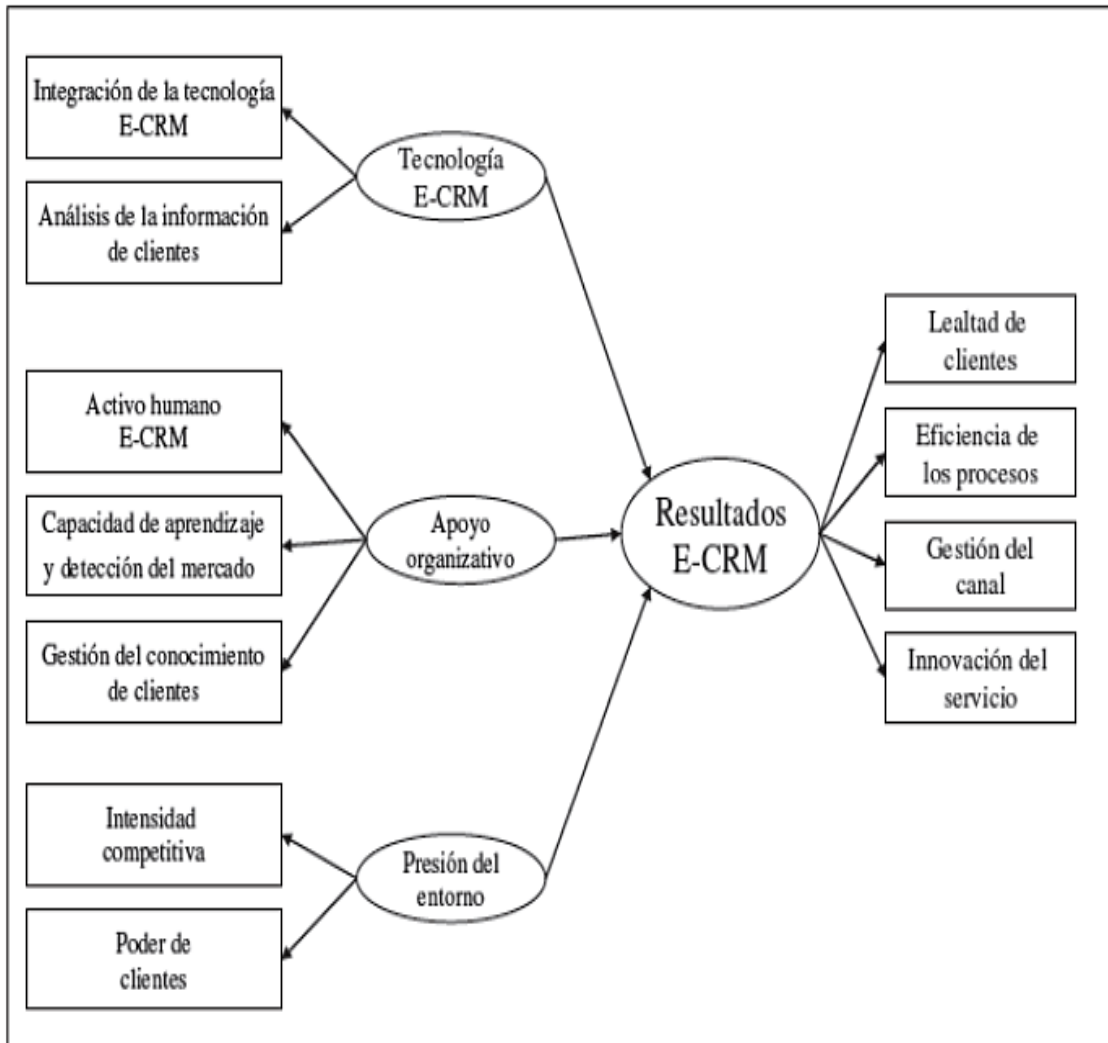 Integración de la tecnología
E-CRM
Análisis de la información
de clientes
Tecnología
E-CRM
Activo humano
E-CRM
Capacidad de aprendizaje
y detección del mercado
Gestión del conocimiento
de clientes
Apoyo
organizativo
Intensidad
competitiva
Poder de
clientes
Presión del
entorno
Resultados
E-CRM
Lealtad de
clientes
Eficiencia de
los procesos
Gestión del
canal
Innovación del
servicio